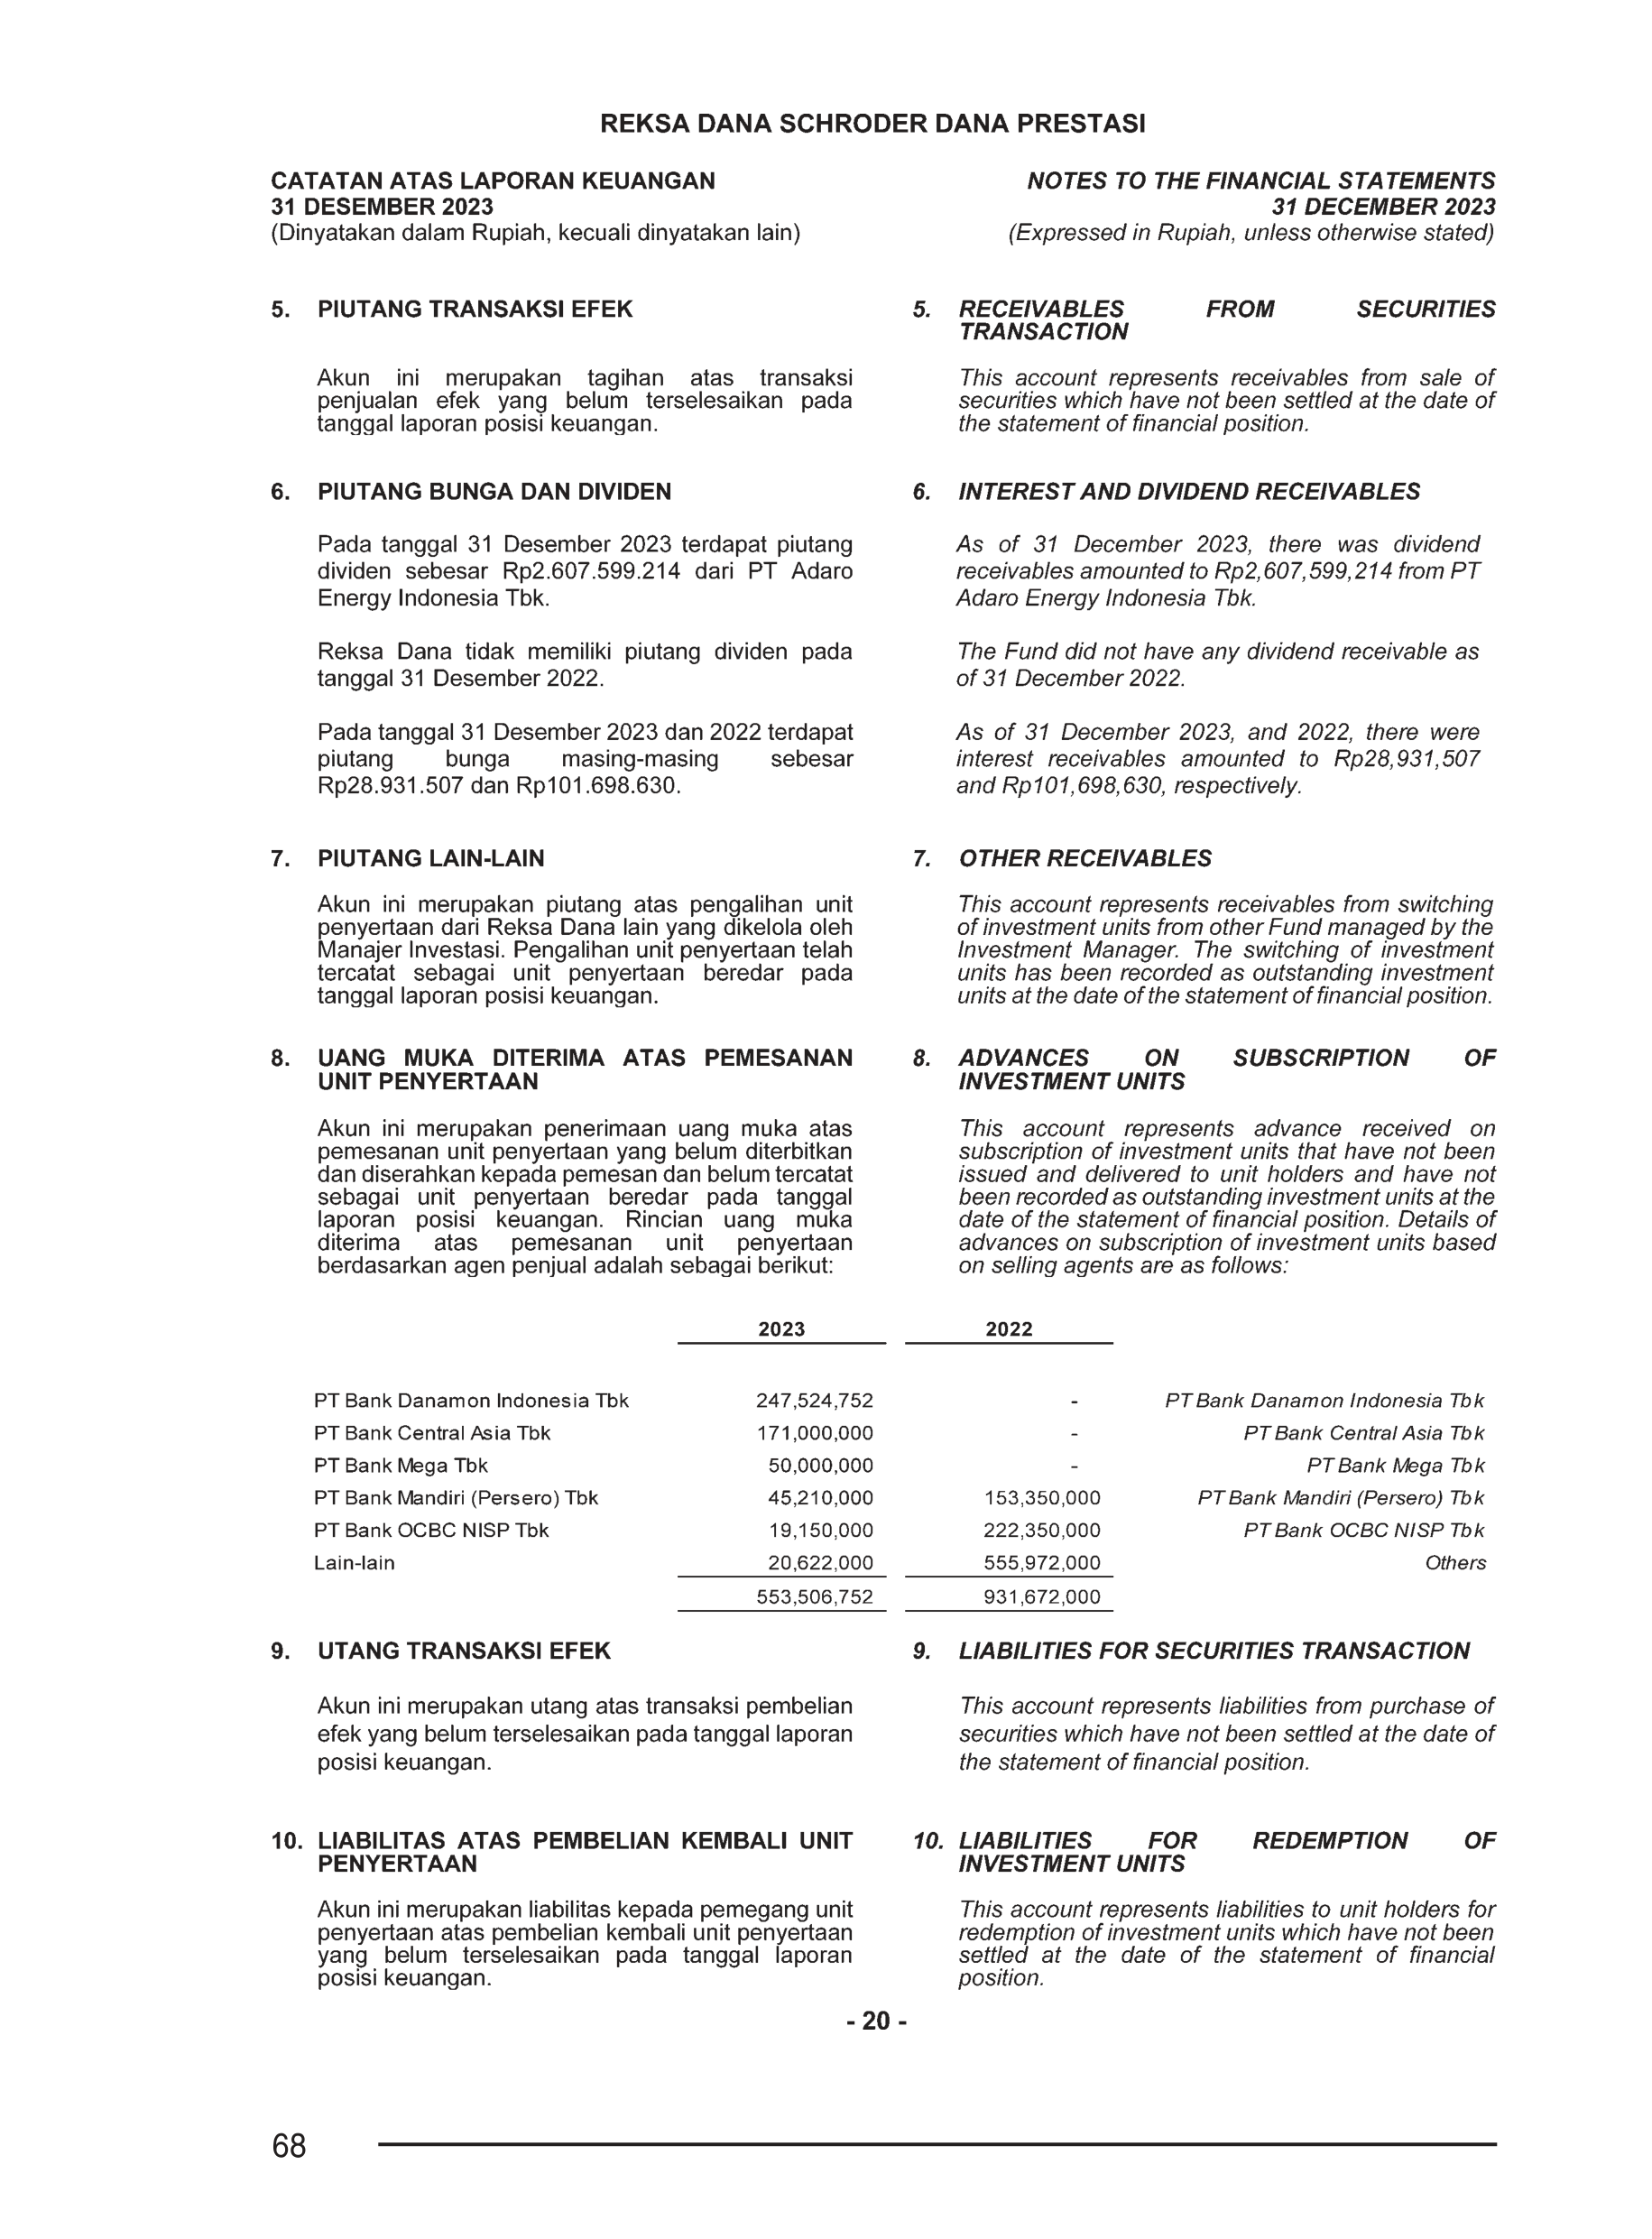 REKSA DANA SCHRODER DANA PRESTASI
CATATAN ATAS LAPORAN KEUANGAN
31 DESEMBER 2023
(Dinyatakan dalam Rupiah, kecuali dinyatakan lain)
NOTES TO THE FINANCIAL STATEMENTS
31 DECEMBER 2023
(Expressed in Rupiah, unless otherwise stated)
5. PIUTANG TRANSAKSI EFEK
Akun ini merupakan tagihan atas transaksi
penjualan efek yang belum terselesaikan pada
tanggal laporan posisi keuangan.
5. RECEIVABLES FROM SECURITIES
TRANSACTION
This account represents receivables from sale of
securities which have not been settled at the date of
the statement of financial position.
6. PIUTANG BUNGA DAN DIVIDEN
Pada tanggal 31 Desember 2023 terdapat piutang
dividen sebesar Rp2.607.599.214 dari PT Adaro
Energy Indonesia Tbk.
Reksa Dana tidak memiliki piutang dividen pada
tanggal 31 Desember 2022.
Pada tanggal 31 Desember 2023 dan 2022 terdapat
piutang bunga masing-masing sebesar
Rp28.931.507 dan Rp101.698.630.
6. INTEREST AND DIVIDEND RECEIVABLES
As of 31 December 2023, there was dividend
receivables amounted to Rp2,607,599,214 from PT
Adaro Energy Indonesia Tbk.
The Fund did not have any dividend receivable as
of 31 December 2022.
As of 31 December 2023, and 2022, there were
interest receivables amounted to Rp28,931,507
and Rp101,698,630, respectively.
7. PIUTANG LAIN-LAIN
Akun ini merupakan piutang atas pengalihan unit
penyertaan dari Reksa Dana lain yang dikelola oleh
Manajer Investasi. Pengalihan unit penyertaan telah
tercatat sebagai unit penyertaan beredar pada
tanggal laporan posisi keuangan.
7. OTHER RECEIVABLES
This account represents receivables from switching
of investment units from other Fund managed by the
Investment Manager. The switching of investment
units has been recorded as outstanding investment
units at the date of the statement of financial position.
8. UANG MUKA DITERIMA ATAS PEMESANAN
UNIT PENYERTAAN
Akun ini merupakan penerimaan uang muka atas
pemesanan unit penyertaan yang belum diterbitkan
dan diserahkan kepada pemesan dan belum tercatat
sebagai unit penyertaan beredar pada tanggal
laporan posisi keuangan. Rincian uang muka
diterima atas pemesanan unit penyertaan
berdasarkan agen penjual adalah sebagai berikut:
8. ADVANCES ON SUBSCRIPTION OF
INVESTMENT UNITS
This account represents advance received on
subscription of investment units that have not been
issued and delivered to unit holders and have not
been recorded as outstanding investment units at the
date of the statement of financial position. Details of
advances on subscription of investment units based
on selling agents are as follows:
2023 2022
PT Bank Danamon Indonesia Tbk 247,524,752 - PT Bank Danamon Indonesia Tbk
PT Bank Central Asia Tbk 171,000,000 - PT Bank Central Asia Tbk
PT Bank Mega Tbk 50,000,000 - PT Bank Mega Tbk
PT Bank Mandiri (Persero) Tbk 45,210,000 153,350,000 PT Bank Mandiri (Persero) Tbk
PT Bank OCBC NISP Tbk 19,150,000 222,350,000 PT Bank OCBC NISP Tbk
Lain-lain 20,622,000 555,972,000 Others
553,506,752 931,672,000
9. UTANG TRANSAKSI EFEK
Akun ini merupakan utang atas transaksi pembelian
efek yang belum terselesaikan pada tanggal laporan
posisi keuangan.
9. LIABILITIES FOR SECURITIES TRANSACTION
This account represents liabilities from purchase of
securities which have not been settled at the date of
the statement of financial position.
10. LIABILITAS ATAS PEMBELIAN KEMBALI UNIT
PENYERTAAN
Akun ini merupakan liabilitas kepada pemegang unit
penyertaan atas pembelian kembali unit penyertaan
yang belum terselesaikan pada tanggal laporan
posisi keuangan.
10. LIABILITIES FOR REDEMPTION OF
INVESTMENT UNITS
This account represents liabilities to unit holders for
redemption of investment units which have not been
settled at the date of the statement of financial
position.
- 20 -
68